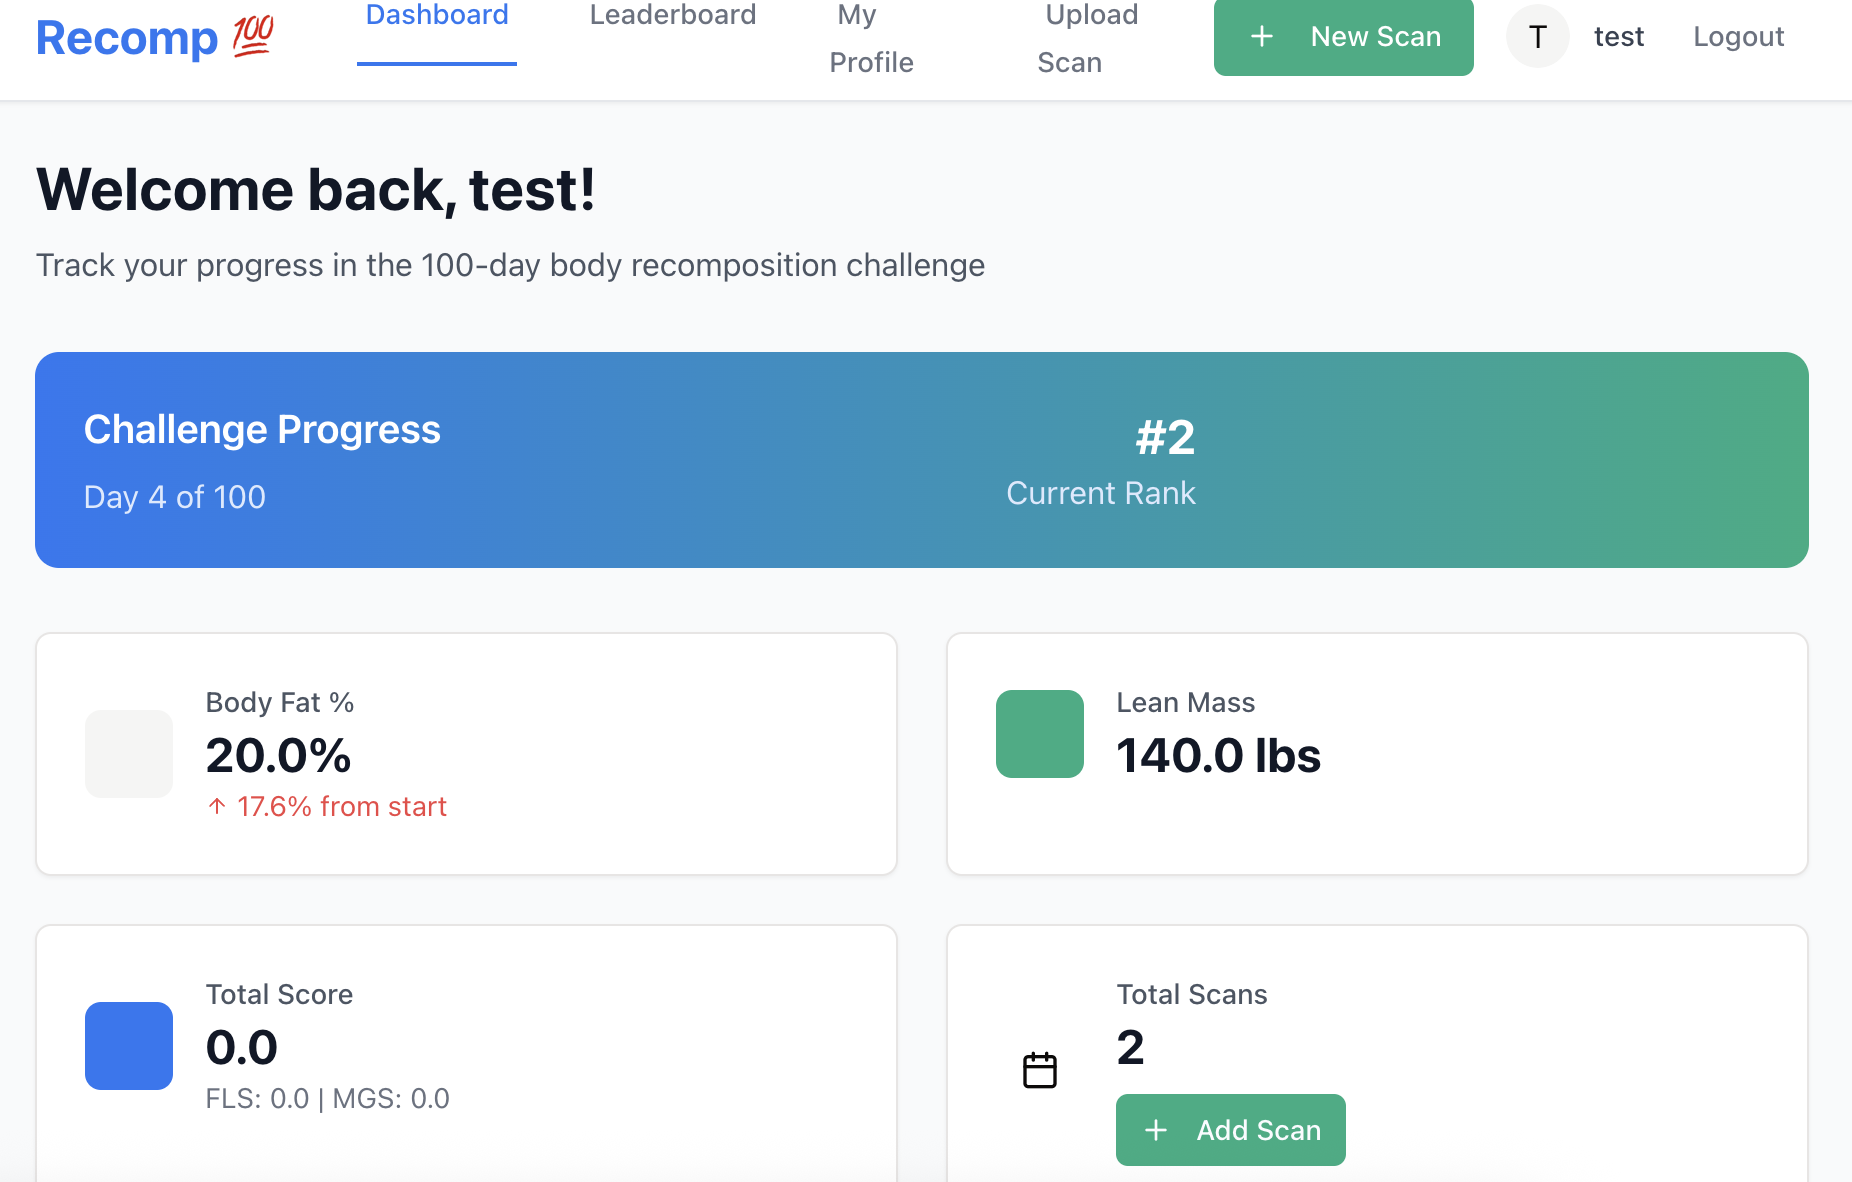 Recomp 💯
Dashboard
Leaderboard
My
Profile
Upload
Scan
+ New Scan
T
test
Logout
Welcome back, test!
Track your progress in the 100-day body recomposition challenge
Challenge Progress
Day 4 of 100
#2
Current Rank
Body Fat %
20.0%
↑ 17.6% from start
Lean Mass
140.0 lbs
Total Score
0.0
FLS: 0.0 | MGS: 0.0
Total Scans
2
+ Add Scan